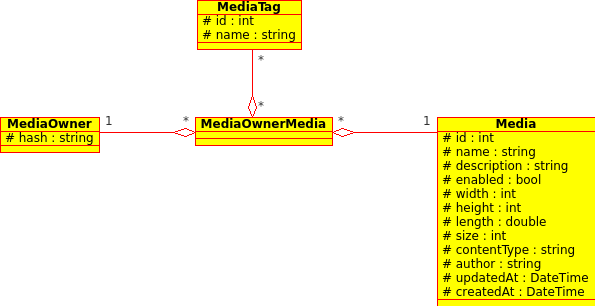 MediaTag
# id : int
# name : string
*
*
MediaOwner
# hash : string
1
*
MediaOwnerMedia
*
1
Media
# id : int
# name : string
# description : string
# enabled : bool
# width : int
# height : int
# length : double
# size : int
# contentType : string
# author : string
# updatedAt : DateTime
# createdAt : DateTime